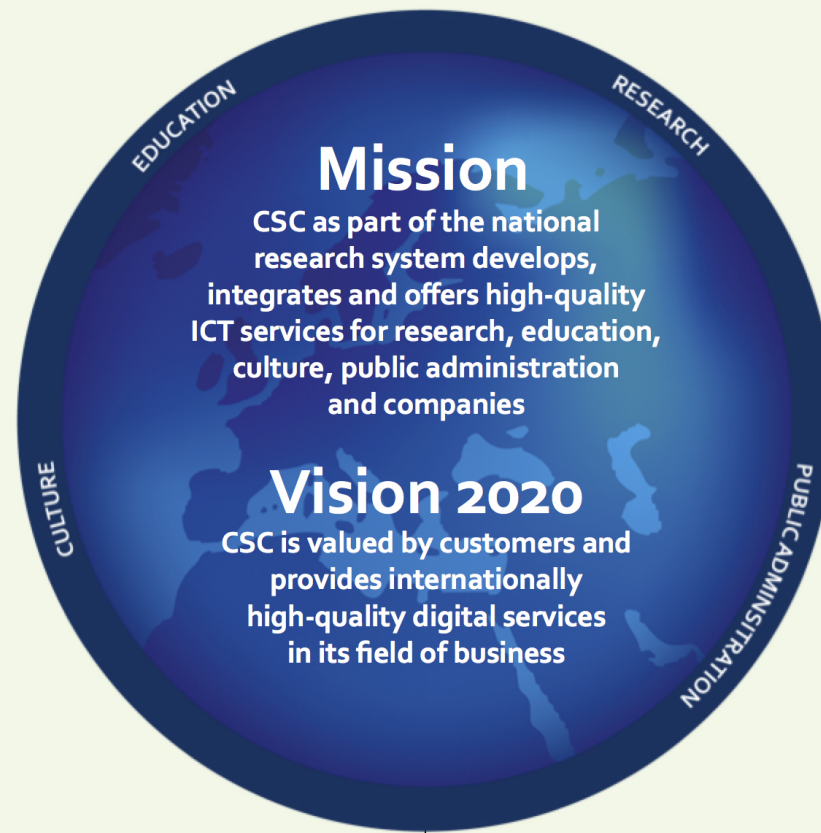 EDUCATION
RESEARCH
Mission
CSC as part of the national
research system develops,
integrates and offers high-quality
ICT services for research, education,
culture, public administration
and companies
CULTURE
PUBLIC ADMINSITRATION
Vision 2020
CSC is valued by customers and
provides internationally
high-quality digital services
in its field of business